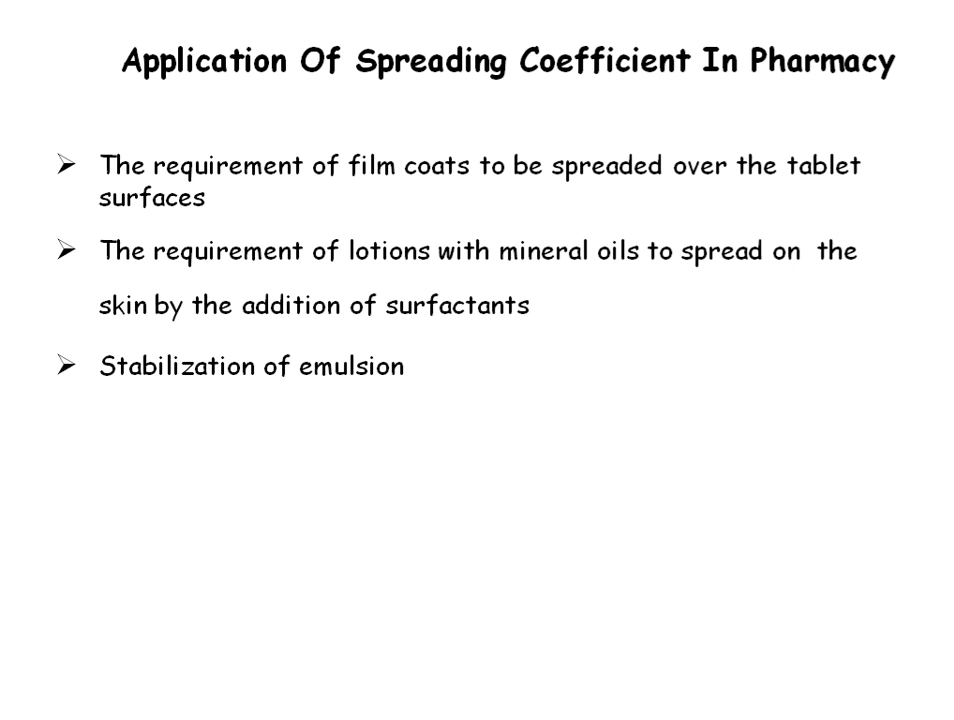 Application Of Spreading Coefficient In Pharmacy
➢ The requirement of film coats to be spreaded over the tablet
surfaces
➢ The requirement of lotions with mineral oils to spread on the
skin by the addition of surfactants
➢ Stabilization of emulsion